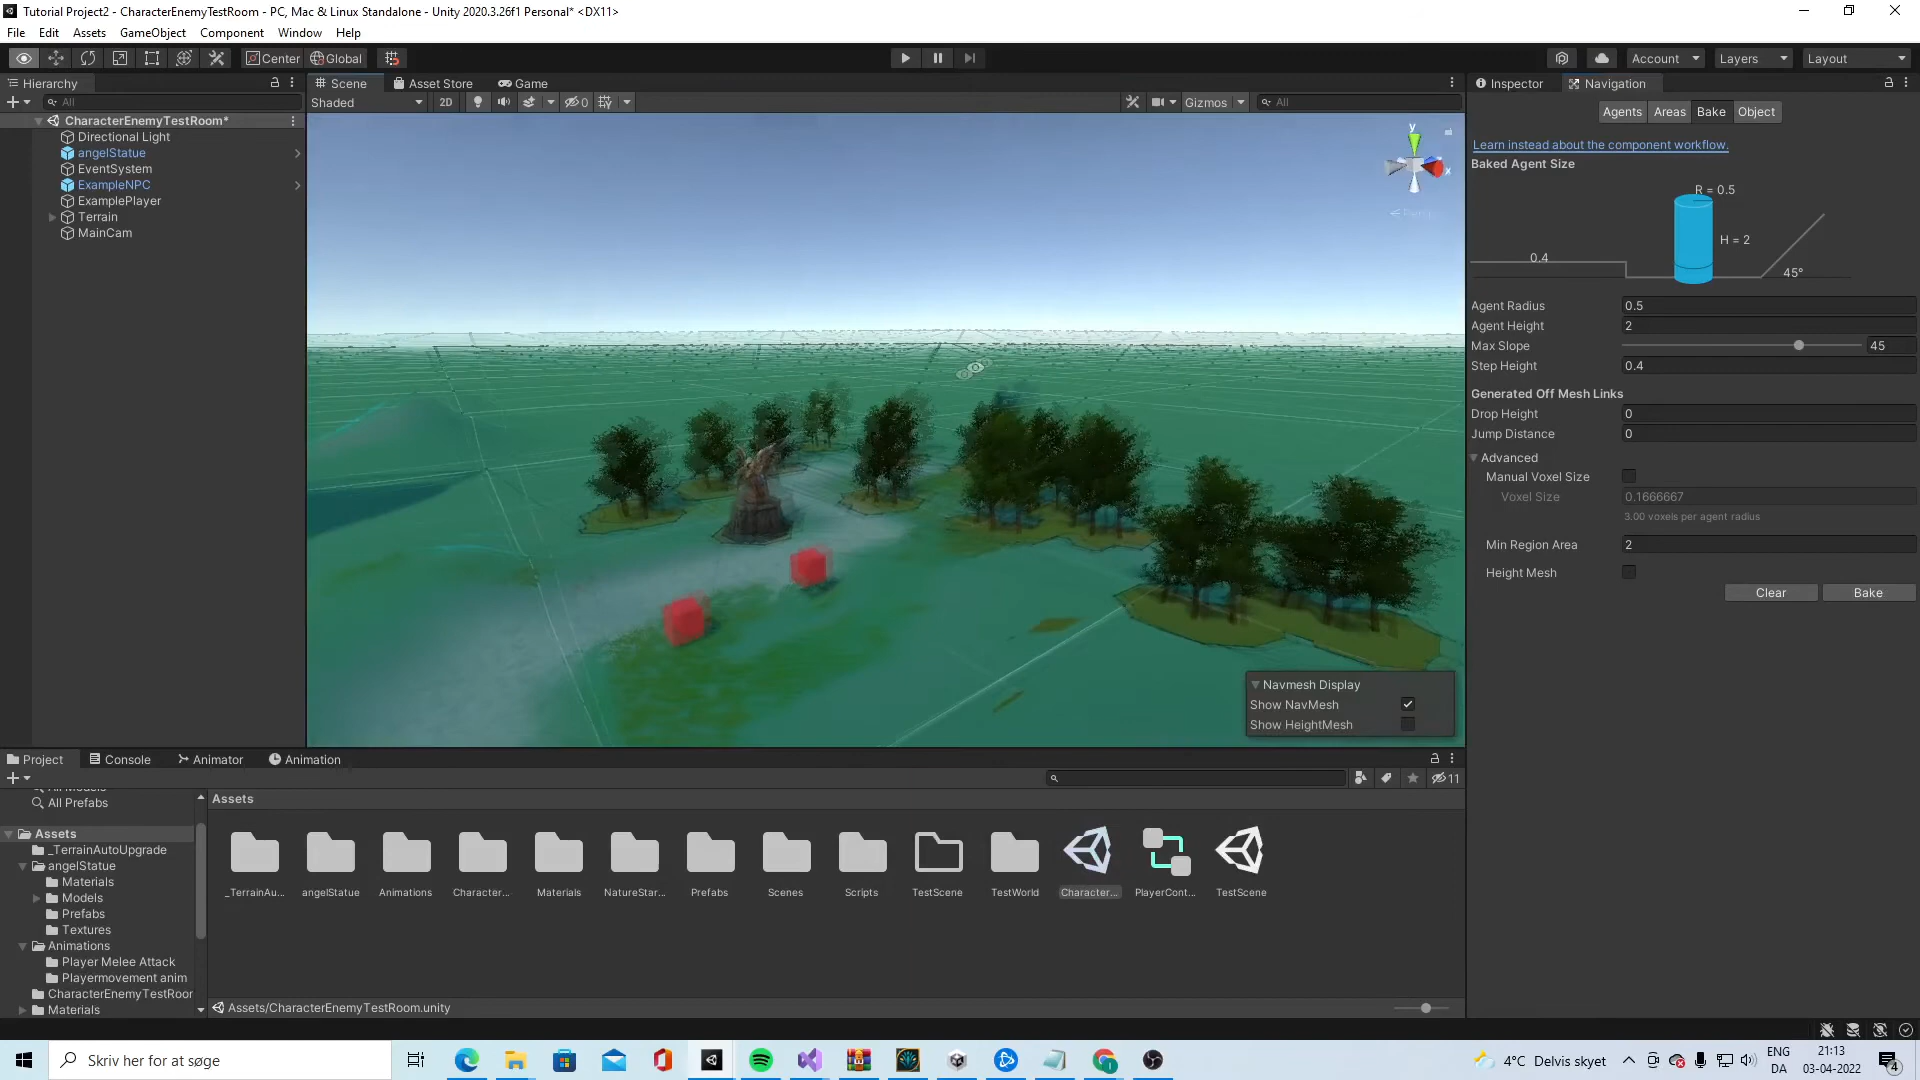 Tutorial Project2 - CharacterEnemyTestRoom - PC, Mac & Linux Standalone - Unity 2020.3.26f1 Personal* <DX11>
File Edit Assets GameObject Component Window Help
Center Global
Account Layers Layout
Hierarchy
All
CharacterEnemyTestRoom*
Directional Light
angelStatue
EventSystem
ExampleNPC
ExamplePlayer
Terrain
MainCam
Scene Asset Store Game
Shaded 2D 0 Gizmos All
y
x
Inspector Navigation
Agents Areas Bake Object
Learn instead about the component workflow.
Baked Agent Size
R = 0.5
H = 2
0.4
45°
Agent Radius 0.5
Agent Height 2
Max Slope 45
Step Height 0.4
Generated Off Mesh Links
Drop Height 0
Jump Distance 0
Advanced
Manual Voxel Size
Voxel Size 0.1666667
3.00 voxels per agent radius
Min Region Area 2
Height Mesh
Clear Bake
Navmesh Display
Show NavMesh
Show HeightMesh
Project Console Animator Animation
11
All Prefabs
Assets
_TerrainAutoUpgrade
angelStatue
Materials
Models
Prefabs
Textures
Animations
Player Melee Attack
Playermovement anim
CharacterEnemyTestRoor
Materials
Assets
_TerrainAu... angelStatue Animations Character... Materials NatureStar... Prefabs Scenes Scripts TestScene TestWorld Character... PlayerCont... TestScene
Assets/CharacterEnemyTestRoom.unity
Skriv her for at søge
4°C Delvis skyet
ENG
DA
21:13
03-04-2022
4